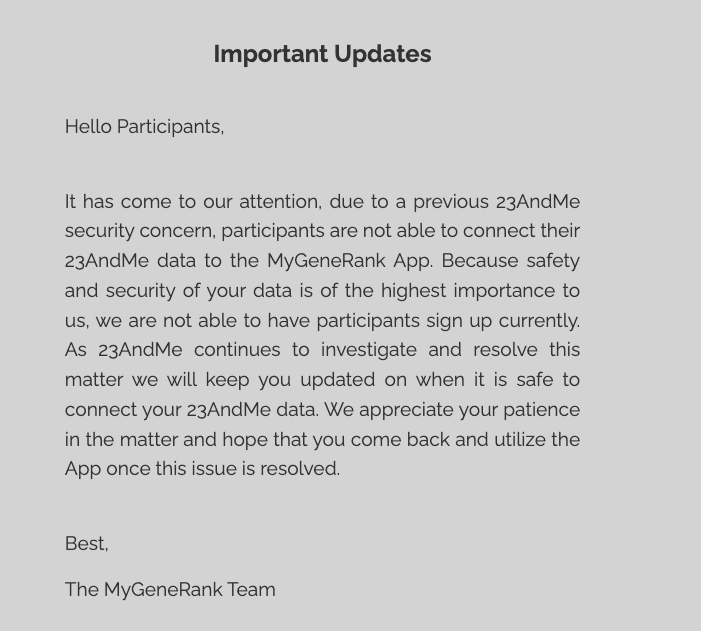 Important Updates
Hello Participants,
It has come to our attention, due to a previous 23AndMe
security concern, participants are not able to connect their
23AndMe data to the MyGeneRank App. Because safety
and security of your data is of the highest importance to
us, we are not able to have participants sign up currently.
As 23AndMe continues to investigate and resolve this
matter we will keep you updated on when it is safe to
connect your 23AndMe data. We appreciate your patience
in the matter and hope that you come back and utilize the
App once this issue is resolved.
Best,
The MyGeneRank Team